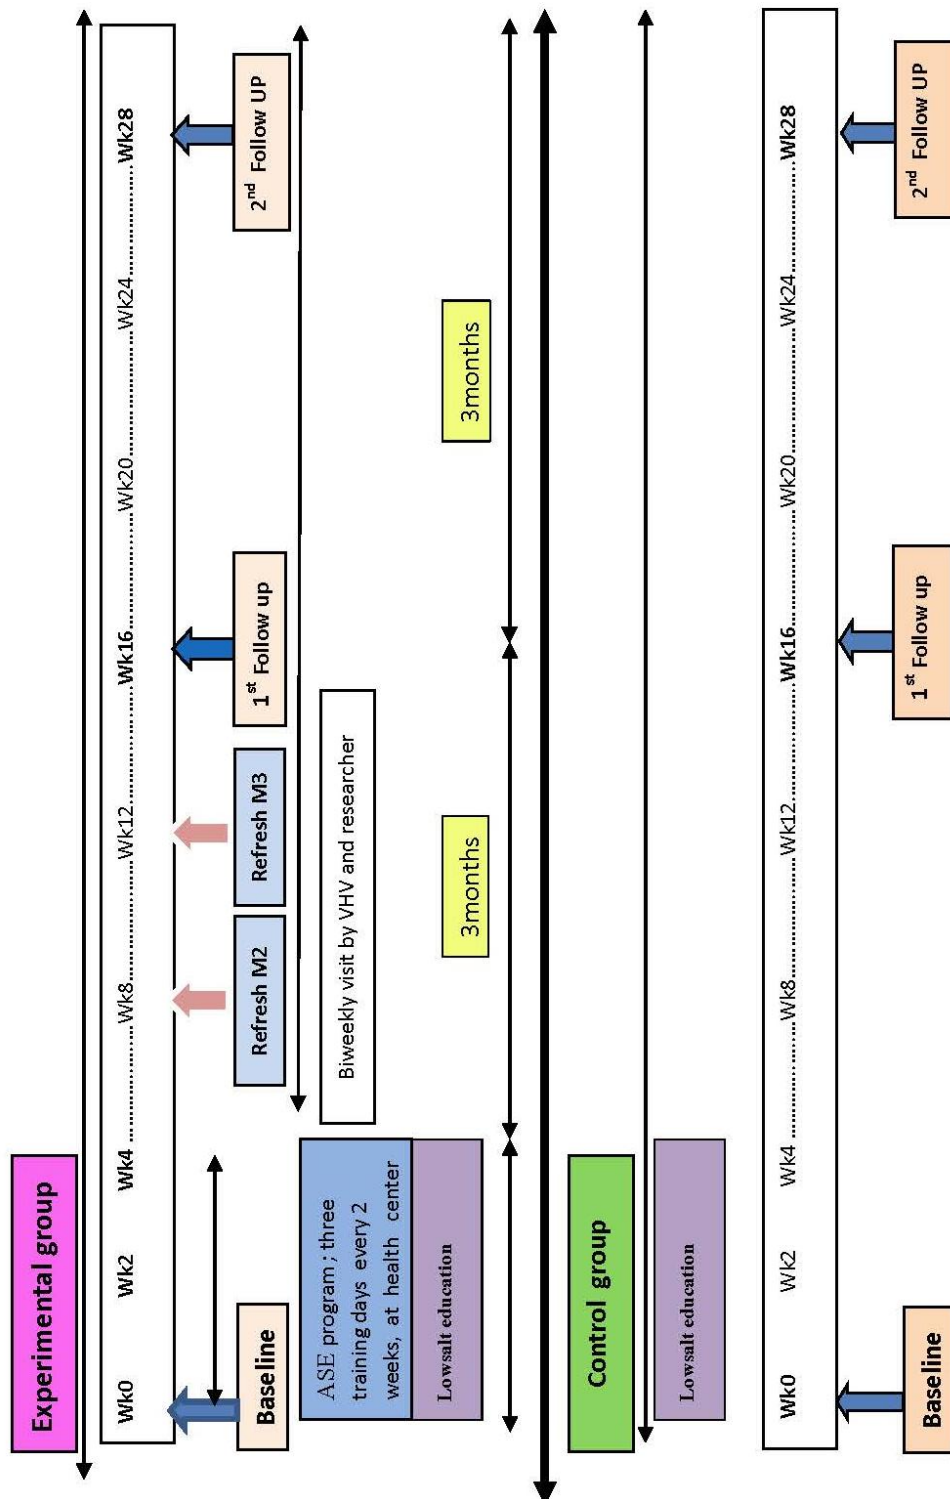 Experimental group
Wk0 Wk2 Wk4 ............Wk8...............Wk12...............Wk16...............Wk20...............Wk24...............Wk28
Baseline
Refresh M2
Refresh M3
1st Follow up
2nd Follow UP
ASE program ; three
training days every 2
weeks, at health center
Lowsalt education
Biweekly visit by VHV and researcher
3months
3months
Control group
Lowsalt education
Wk0 Wk2 Wk4 ............Wk8...............Wk12...............Wk16...............Wk20...............Wk24...............Wk28
Baseline
1st Follow up
2nd Follow UP